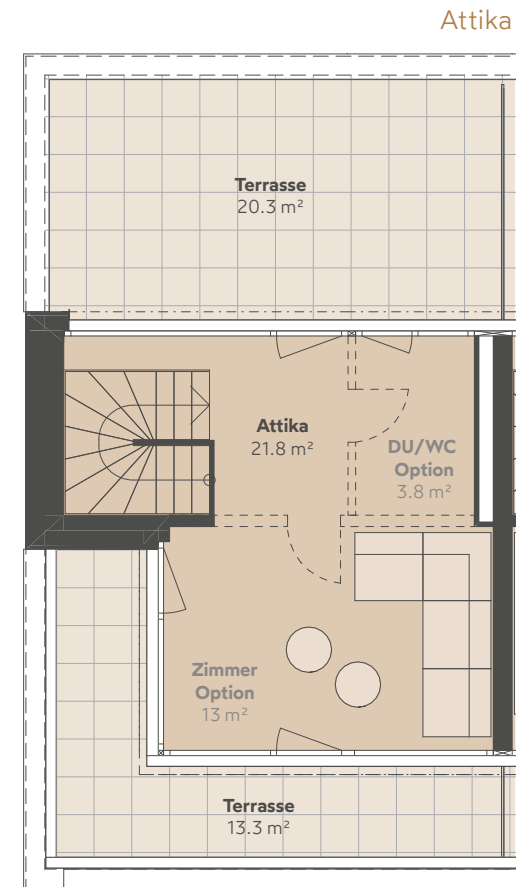 Attika
Terrasse
20.3 m²
Attika
21.8 m²
DU/WC
Option
3.8 m²
Zimmer
Option
13 m²
Terrasse
13.3 m²